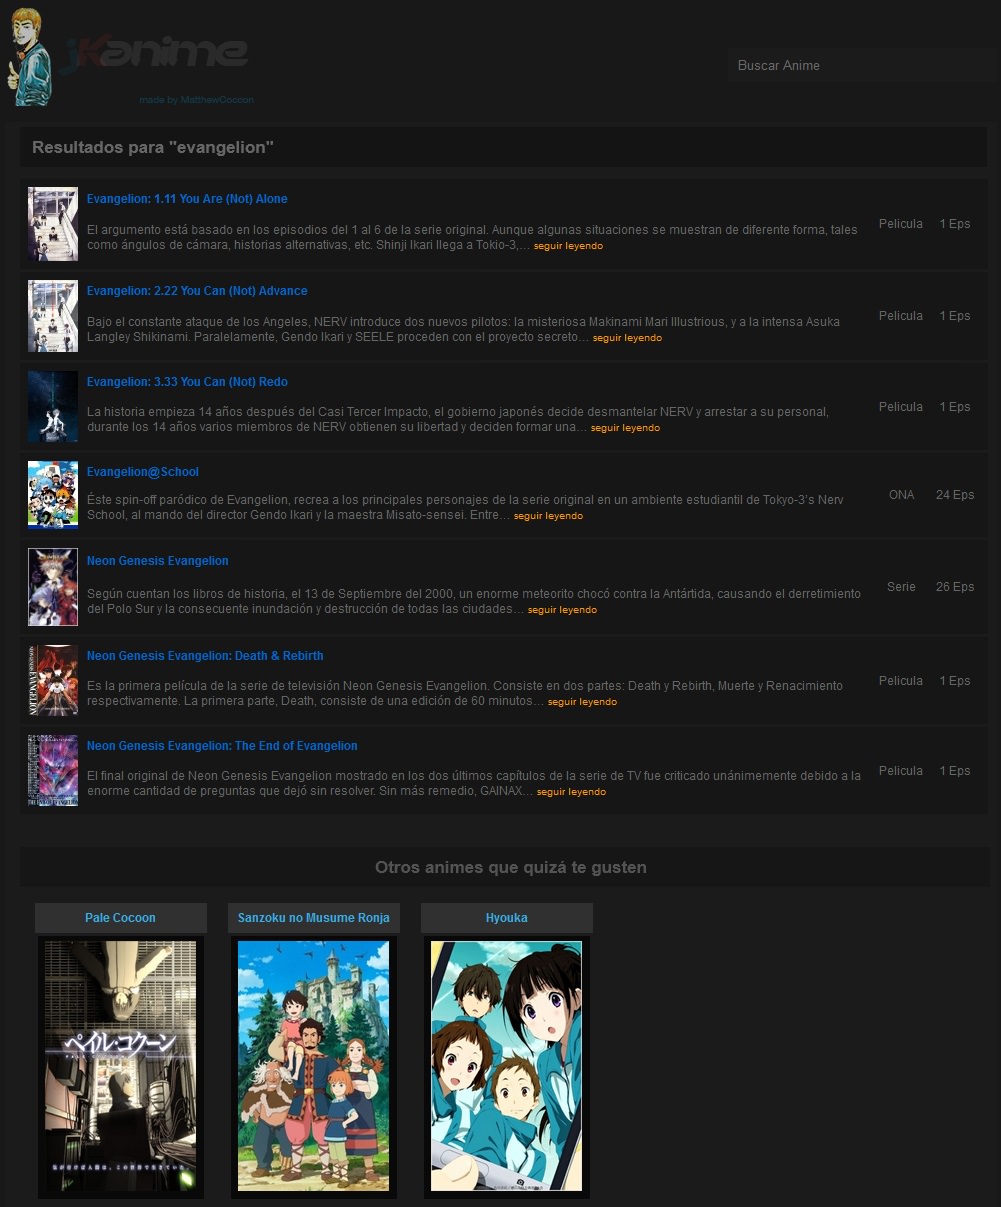 jkanime
Buscar Anime
made by MatthewCocoon
Resultados para "evangelion"
Evangelion: 1.11 You Are (Not) Alone
El argumento está basado en los episodios del 1 al 6 de la serie original. Aunque algunas situaciones se muestran de diferente forma, tales
como ángulos de cámara, historias alternativas, etc. Shinji Ikari llega a Tokio-3,... seguir leyendo
Pelicula 1 Eps
Evangelion: 2.22 You Can (Not) Advance
Bajo el constante ataque de los Angeles, NERV introduce dos nuevos pilotos: la misteriosa Makinami Mari Illustrious, y a la intensa Asuka
Langley Shikinami. Paralelamente, Gendo Ikari y SEELE proceden con el proyecto secreto... seguir leyendo
Pelicula 1 Eps
Evangelion: 3.33 You Can (Not) Redo
La historia empieza 14 años después del Casi Tercer Impacto, el gobierno japonés decide desmantelar NERV y arrestar a su personal,
durante los 14 años varios miembros de NERV obtienen su libertad y deciden formar una... seguir leyendo
Pelicula 1 Eps
Evangelion@School
Éste spin-off paródico de Evangelion, recrea a los principales personajes de la serie original en un ambiente estudiantil de Tokyo-3's Nerv
School, al mando del director Gendo Ikari y la maestra Misato-sensei. Entre... seguir leyendo
ONA 24 Eps
Neon Genesis Evangelion
Según cuentan los libros de historia, el 13 de Septiembre del 2000, un enorme meteorito chocó contra la Antártida, causando el derretimiento
del Polo Sur y la consecuente inundación y destrucción de todas las ciudades... seguir leyendo
Serie 26 Eps
Neon Genesis Evangelion: Death & Rebirth
Es la primera película de la serie de televisión Neon Genesis Evangelion. Consiste en dos partes: Death y Rebirth, Muerte y Renacimiento
respectivamente. La primera parte, Death, consiste de una edición de 60 minutos... seguir leyendo
Pelicula 1 Eps
Neon Genesis Evangelion: The End of Evangelion
El final original de Neon Genesis Evangelion mostrado en los dos últimos capítulos de la serie de TV fue criticado unánimemente debido a la
enorme cantidad de preguntas que dejó sin resolver. Sin más remedio, GAINAX... seguir leyendo
Pelicula 1 Eps
Otros animes que quizá te gusten
Pale Cocoon
Sanzoku no Musume Ronja
Hyouka
ペイル・コクーン
PALE COCOON